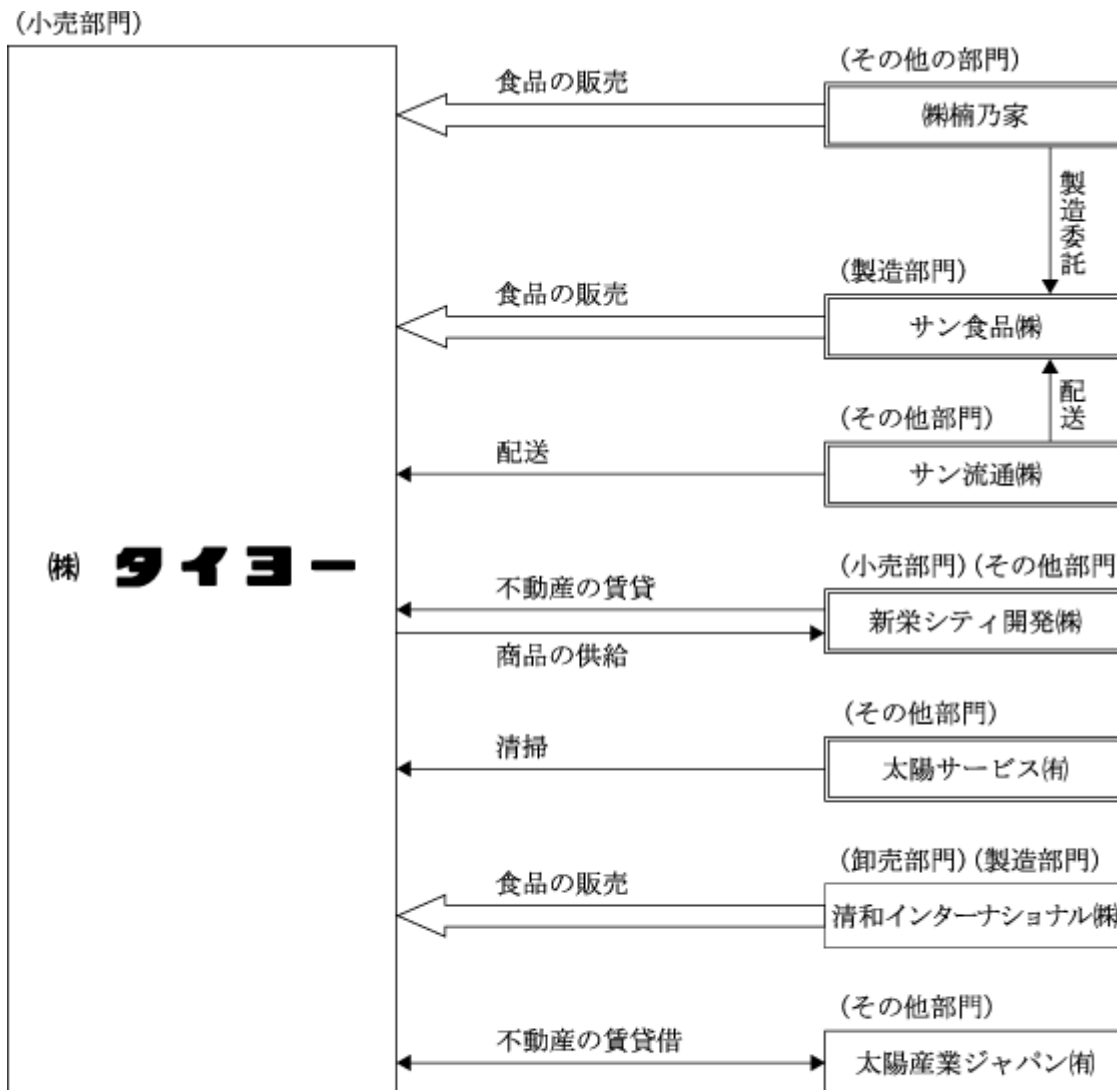 (小売部門)
(その他の部門)
食品の販売
㈱楠乃家
製造委託
(製造部門)
食品の販売
サン食品㈱
配送
(その他部門)
配送
サン流通㈱
㈱ タイヨー
(小売部門)(その他部門
不動産の賃貸
新栄シティ開発㈱
商品の供給
(その他部門)
清掃
太陽サービス㈲
(卸売部門)(製造部門)
食品の販売
清和インターナショナル㈱
(その他部門)
不動産の賃貸借
太陽産業ジャパン㈲